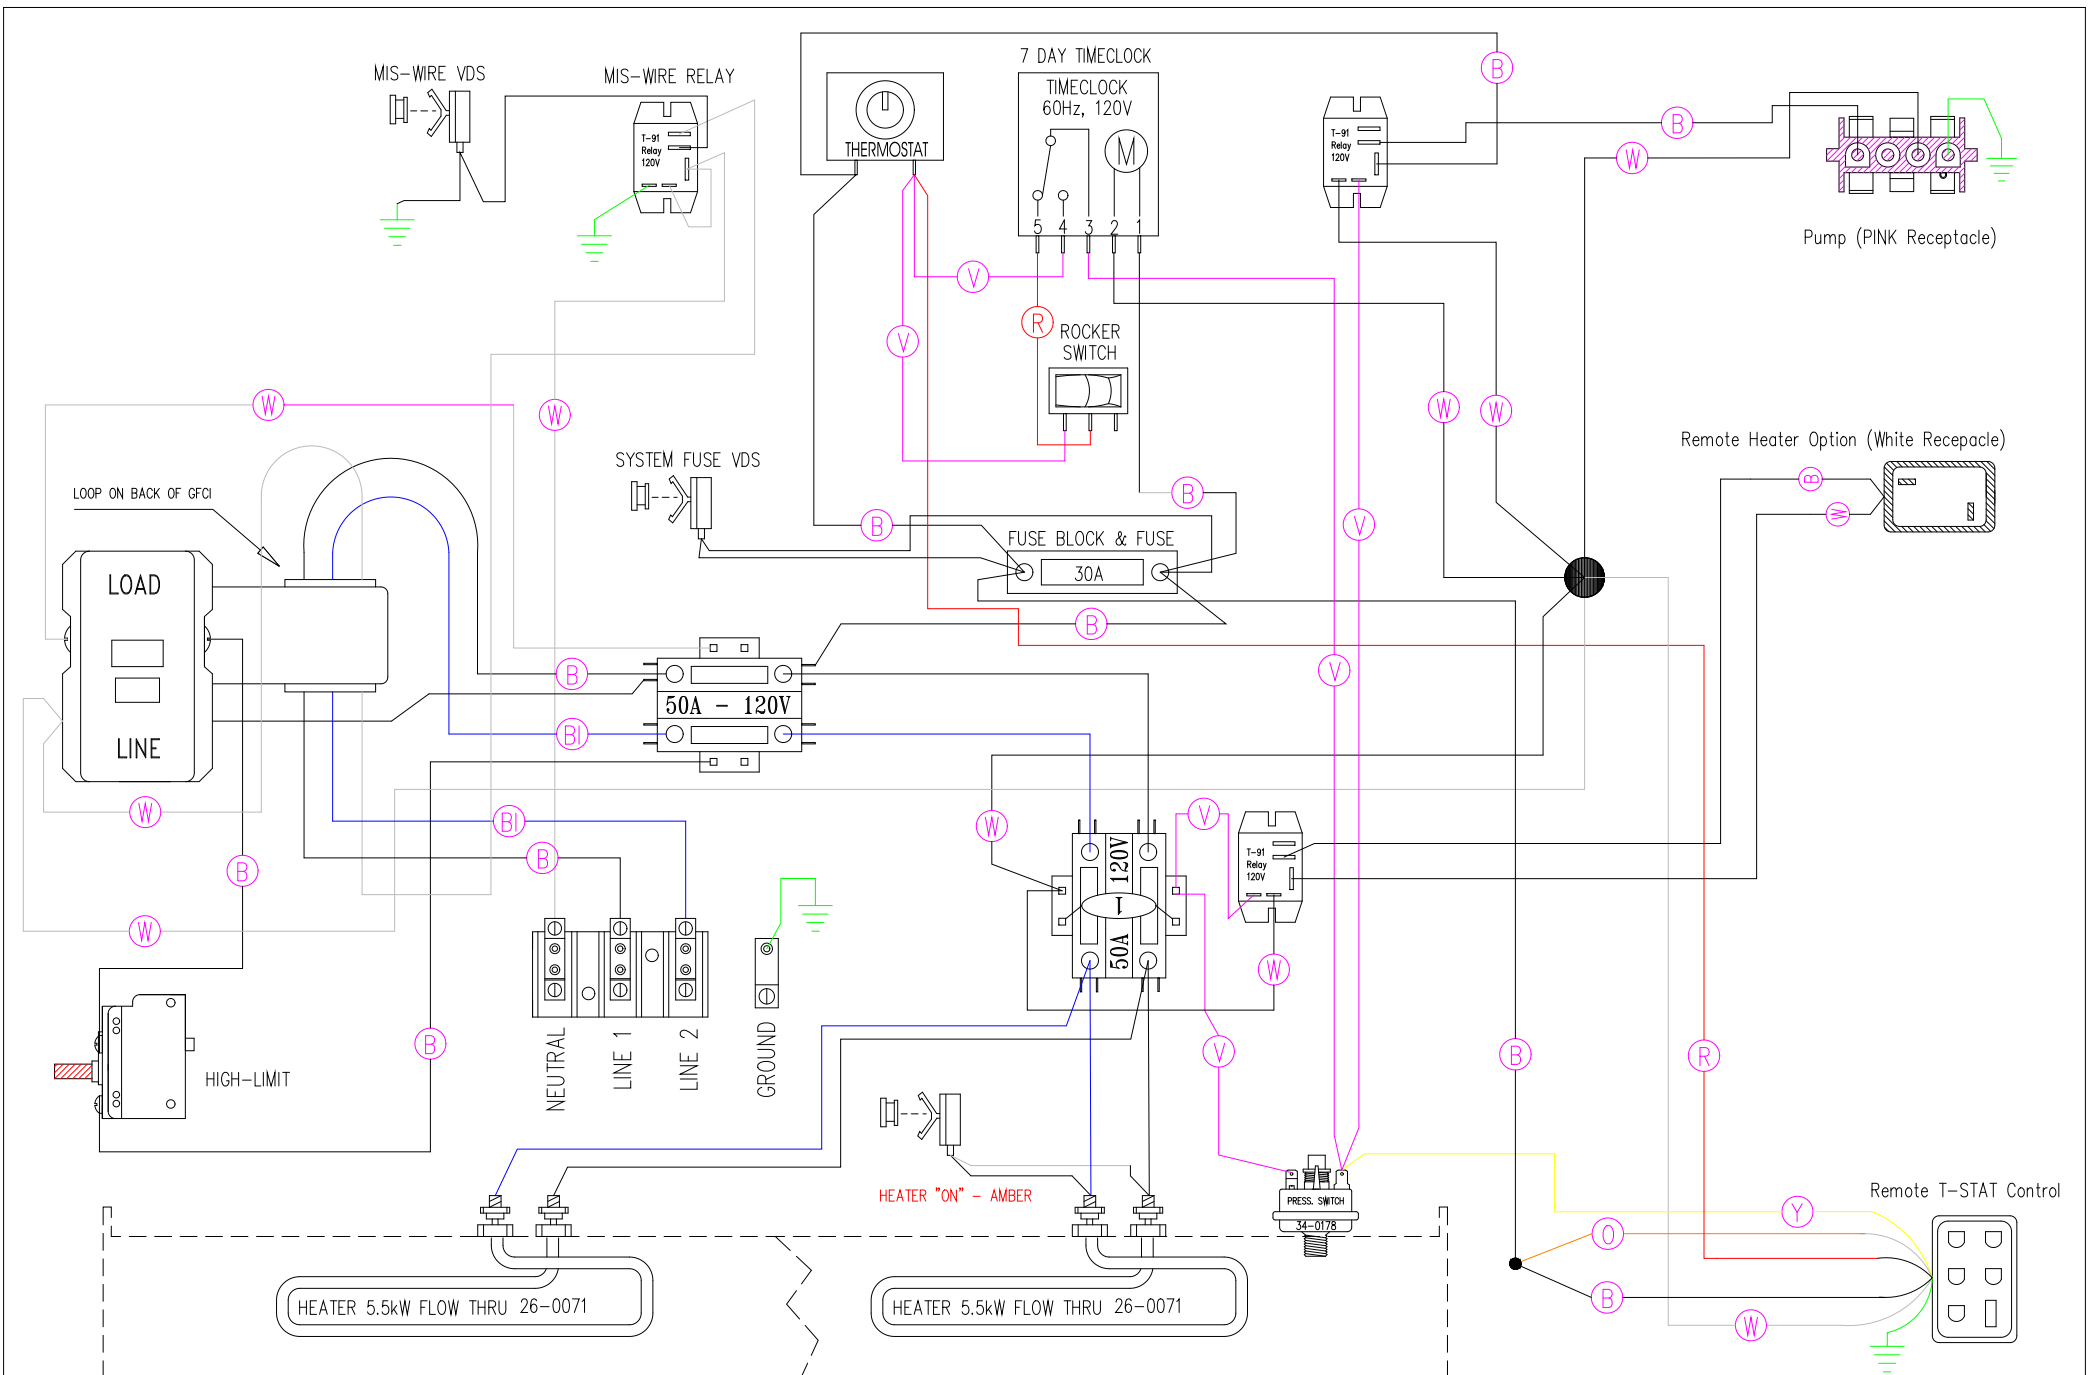 7 DAY TIMECLOCK
MIS-WIRE VDS
MIS-WIRE RELAY
TIMECLOCK
60Hz, 120V
B
T-91
Relay
120V
THERMOSTAT
M
T-91
Relay
120V
B
W
5 4 3 2 1
Pump (PINK Receptacle)
V
R
V
ROCKER
SWITCH
W
W
W
W
Remote Heater Option (White Recepacle)
SYSTEM FUSE VDS
B
W
LOOP ON BACK OF GFCI
B
B
V
FUSE BLOCK & FUSE
30A
LOAD
B
V
B
50A - 120V
Bl
LINE
W
Bl
B
B
W
V
T-91
Relay
120V
120V
1
50A
W
W
B
V
B
R
HIGH-LIMIT
NEUTRAL
LINE 1
LINE 2
GROUND
HEATER "ON" - AMBER
PRESS. SWITCH
34-0178
Remote T-STAT Control
Y
O
B
W
HEATER 5.5kW FLOW THRU 26-0071
HEATER 5.5kW FLOW THRU 26-0071